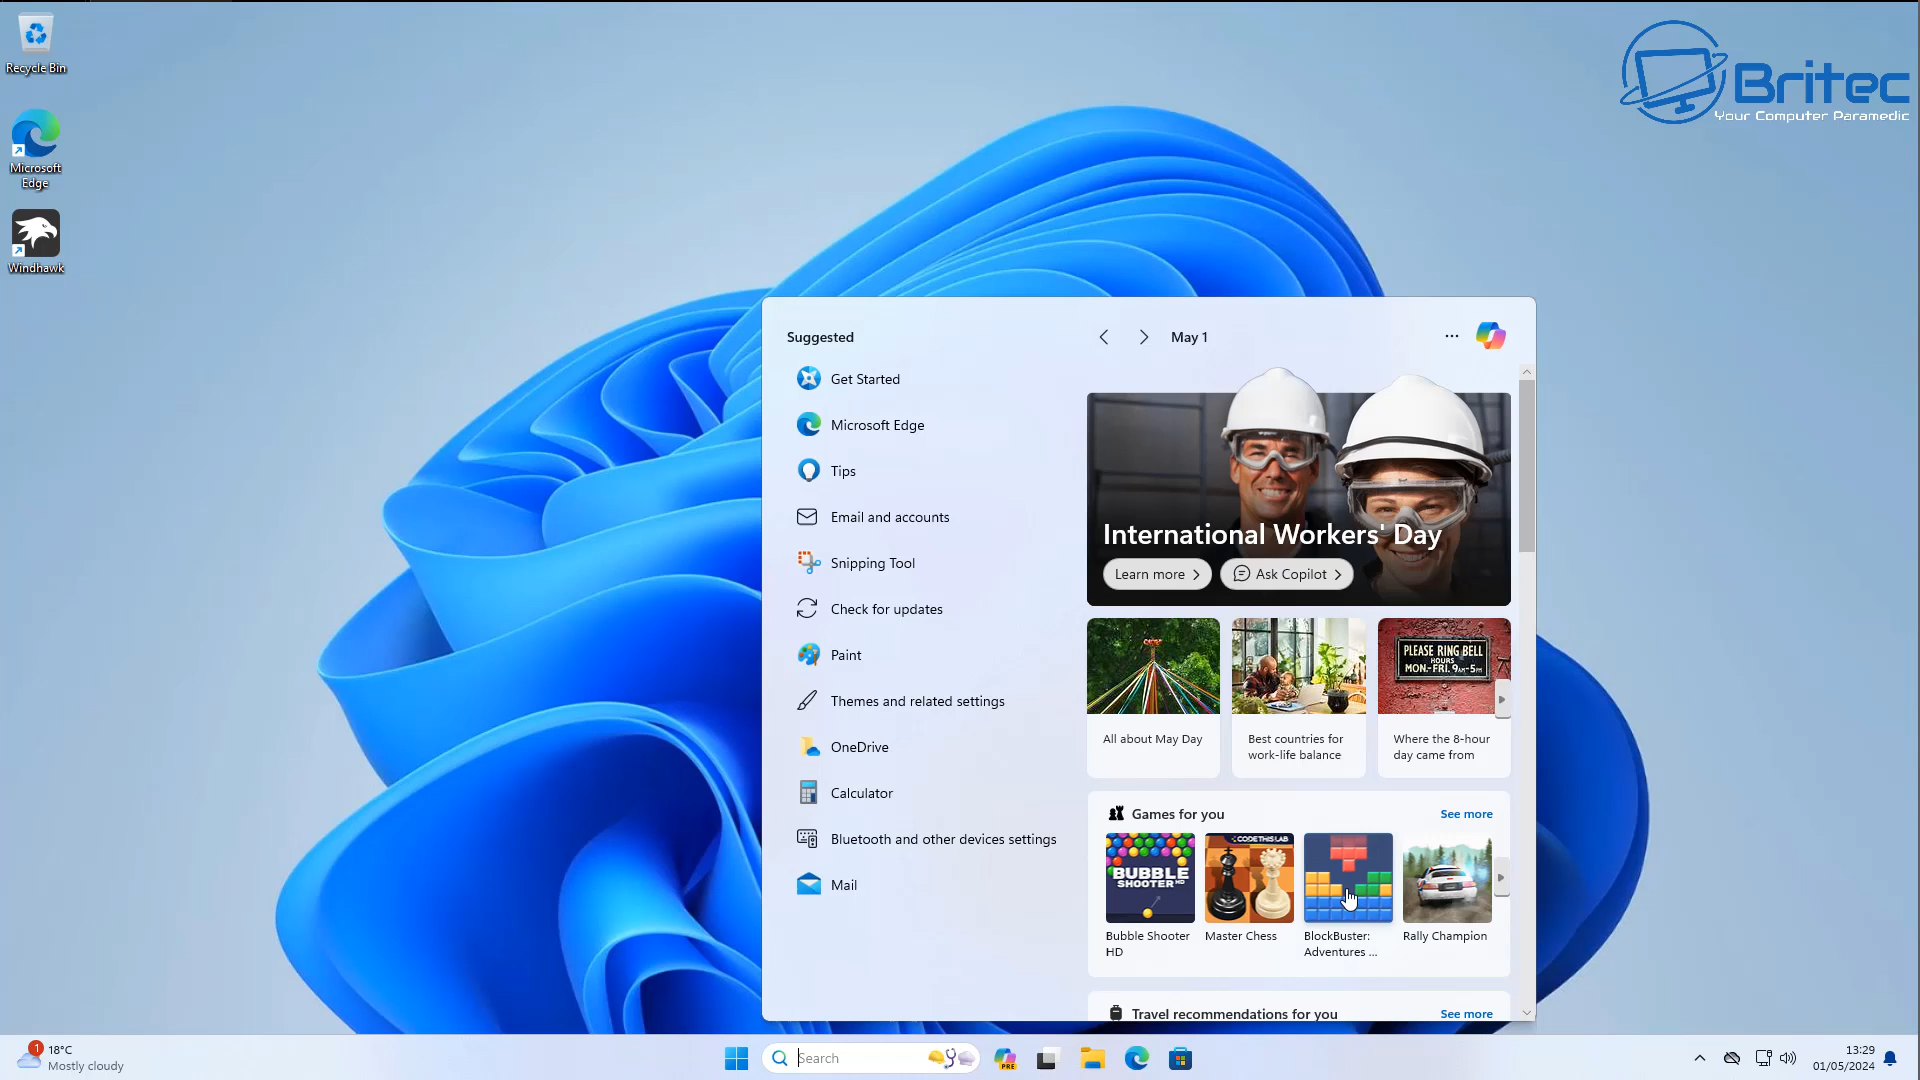 Recycle Bin
Microsoft
Edge
Windhawk
Britec
Your Computer Paramedic
Suggested
Get Started
Microsoft Edge
Tips
Email and accounts
Snipping Tool
Check for updates
Paint
Themes and related settings
OneDrive
Calculator
Bluetooth and other devices settings
Mail
May 1
International Workers' Day
Learn more
Ask Copilot
PLEASE RING BELL
HOURS
MON.-FRI. 9AM-5PM
All about May Day
Best countries for
work-life balance
Where the 8-hour
day came from
Games for you
See more
BUBBLE
SHOOTER HD
CODETHISLAB
Bubble Shooter
HD
Master Chess
BlockBuster:
Adventures ...
Rally Champion
Travel recommendations for you
See more
1
18°C
Mostly cloudy
Search
PRE
13:29
01/05/2024